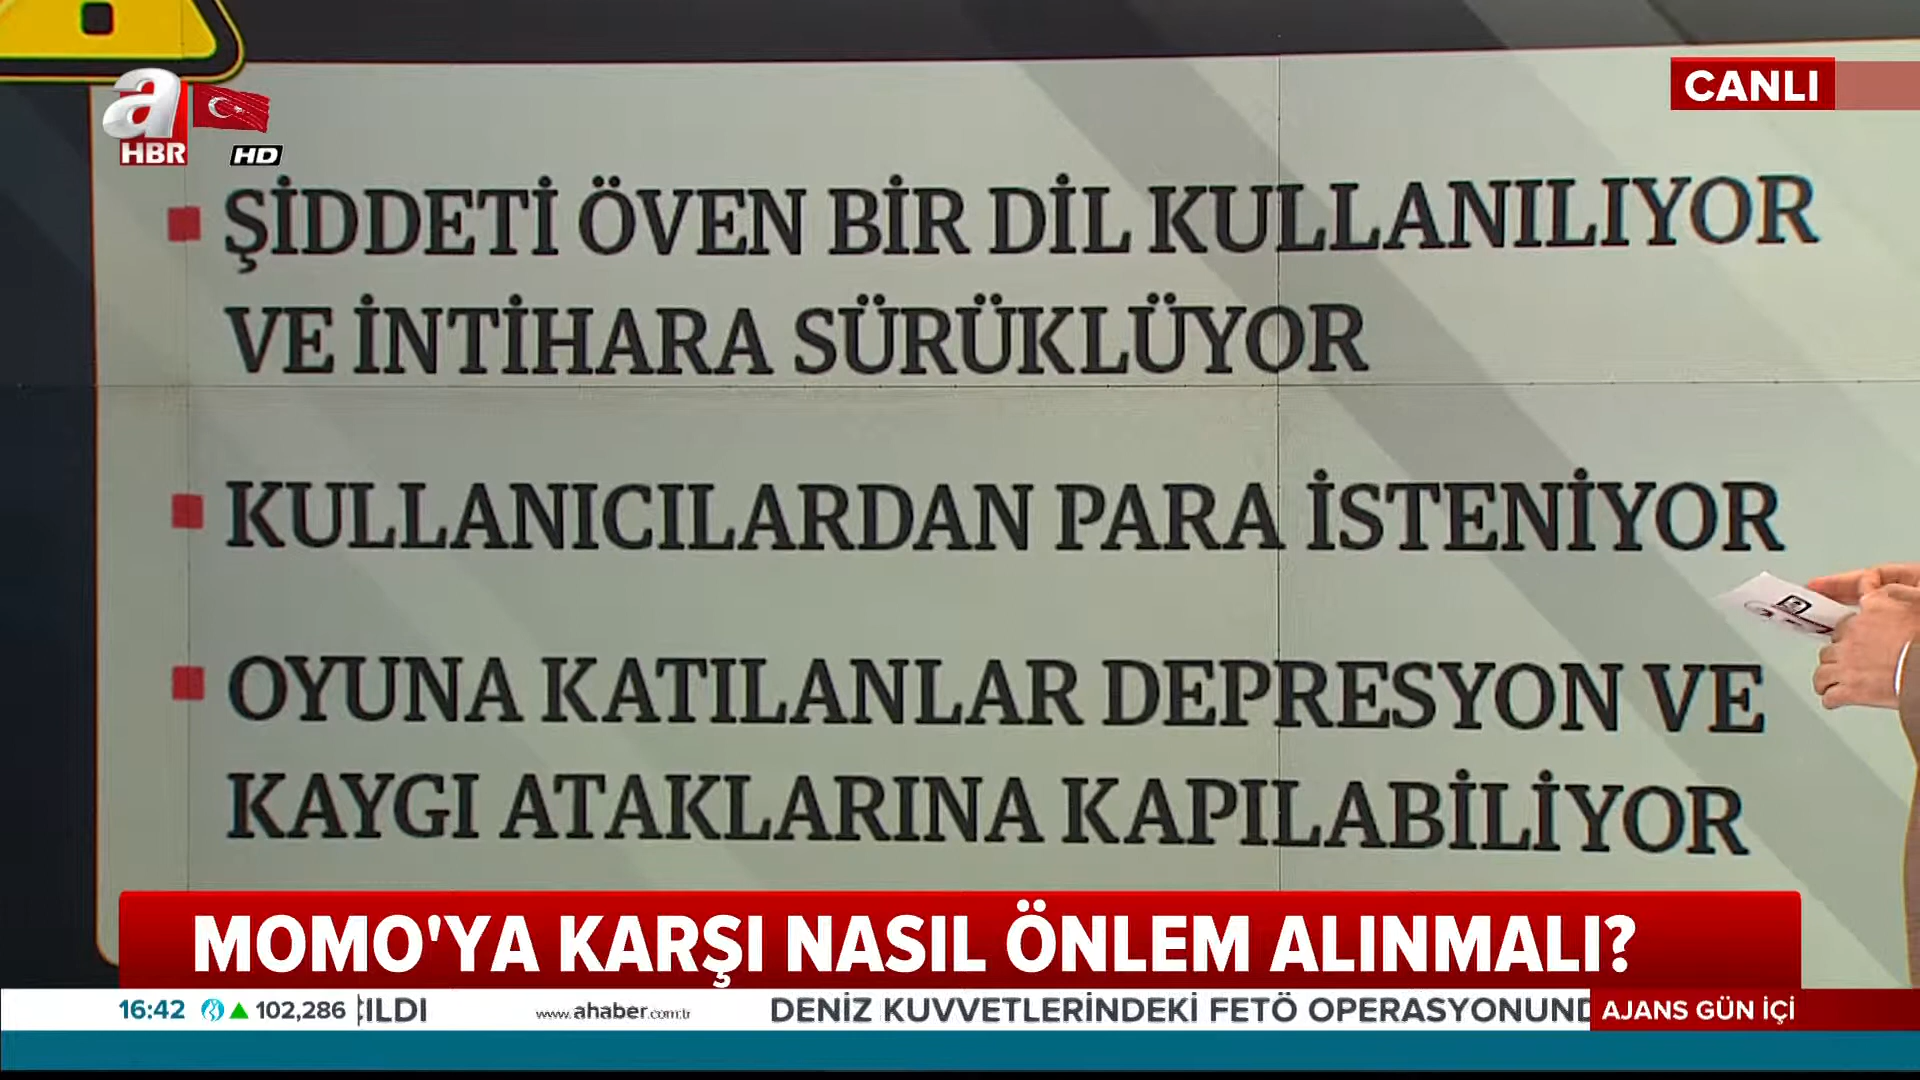 CANLI
a
HBR
HD
ŞİDDETİ ÖVEN BİR DİL KULLANILIYOR
VE İNTİHARA SÜRÜKLÜYOR
KULLANICILARDAN PARA İSTENİYOR
OYUNA KATILANLAR DEPRESYON VE
KAYGI ATAKLARINA KAPILABİLİYOR
MOMO'YA KARŞI NASIL ÖNLEM ALINMALI?
16:42 102,286 ILDI www.ahaber.com.tr DENİZ KUVVETLERİNDEKİ FETÖ OPERASYONUND AJANS GÜN İÇİ